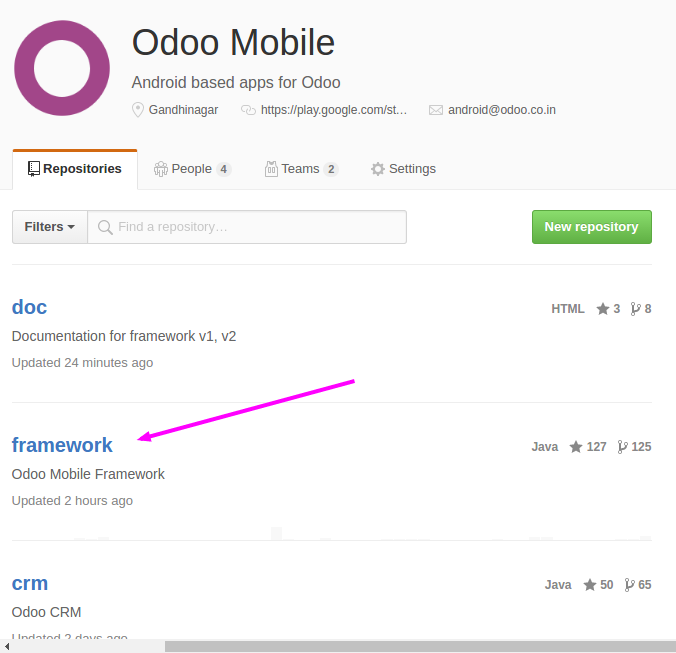 Odoo Mobile
Android based apps for Odoo
Gandhinagar https://play.google.com/st… android@odoo.co.in
Repositories People 4 Teams 2 Settings
Filters Find a repository… New repository
doc HTML 3 8
Documentation for framework v1, v2
Updated 24 minutes ago
framework Java 127 125
Odoo Mobile Framework
Updated 2 hours ago
crm Java 50 65
Odoo CRM
Updated 2 days ago